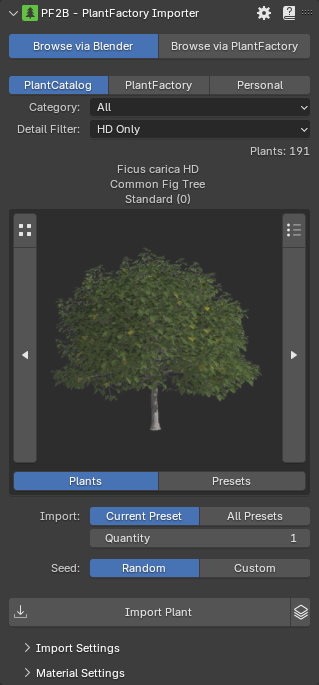 PF2B - PlantFactory Importer
Browse via Blender Browse via PlantFactory
PlantCatalog PlantFactory Personal
Category: All
Detail Filter: HD Only
Plants: 191
Ficus carica HD
Common Fig Tree
Standard (0)
Plants Presets
Import: Current Preset All Presets
Quantity 1
Seed: Random Custom
Import Plant
Import Settings
Material Settings